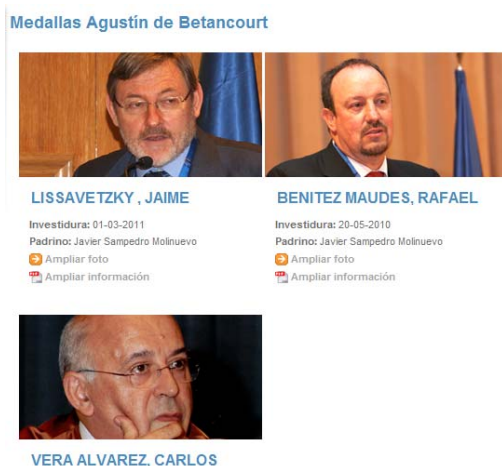 Medallas Agustín de Betancourt
LISSAVETZKY , JAIME
Investidura: 01-03-2011
Padrino: Javier Sampedro Molinuevo
Ampliar foto
Ampliar información
BENITEZ MAUDES, RAFAEL
Investidura: 20-05-2010
Padrino: Javier Sampedro Molinuevo
Ampliar foto
Ampliar información
VERA ALVAREZ, CARLOS